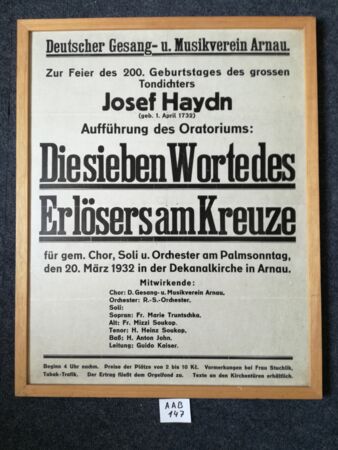 Deutscher Gesang- u. Musikverein Arnau.
Zur Feier des 200. Geburtstages des grossen
Tondichters
Josef Haydn
(geb. 1. April 1732)
Aufführung des Oratoriums:
Die sieben Worte des
Erlösers am Kreuze
für gem. Chor, Soli u. Orchester am Palmsonntag,
den 20. März 1932 in der Dekanalkirche in Arnau.
Mitwirkende:
Chor: D. Gesang- u. Musikverein Arnau.
Orchester: R.-S.-Orchester.
Soli:
Sopran: Fr. Marie Truntschka.
Alt: Fr. Mizzi Soukop.
Tenor: H. Heinz Soukop.
Baß: H. Anton John.
Leitung: Guido Kaiser.
Beginn 4 Uhr nachm. Preise der Plätze von 2 bis 10 Kč. Vormerkungen bei Frau Stuchlik,
Tabak-Trafik. Der Ertrag fließt dem Orgelfond zu. Texte an den Kirchentüren erhältlich.
AAB
147